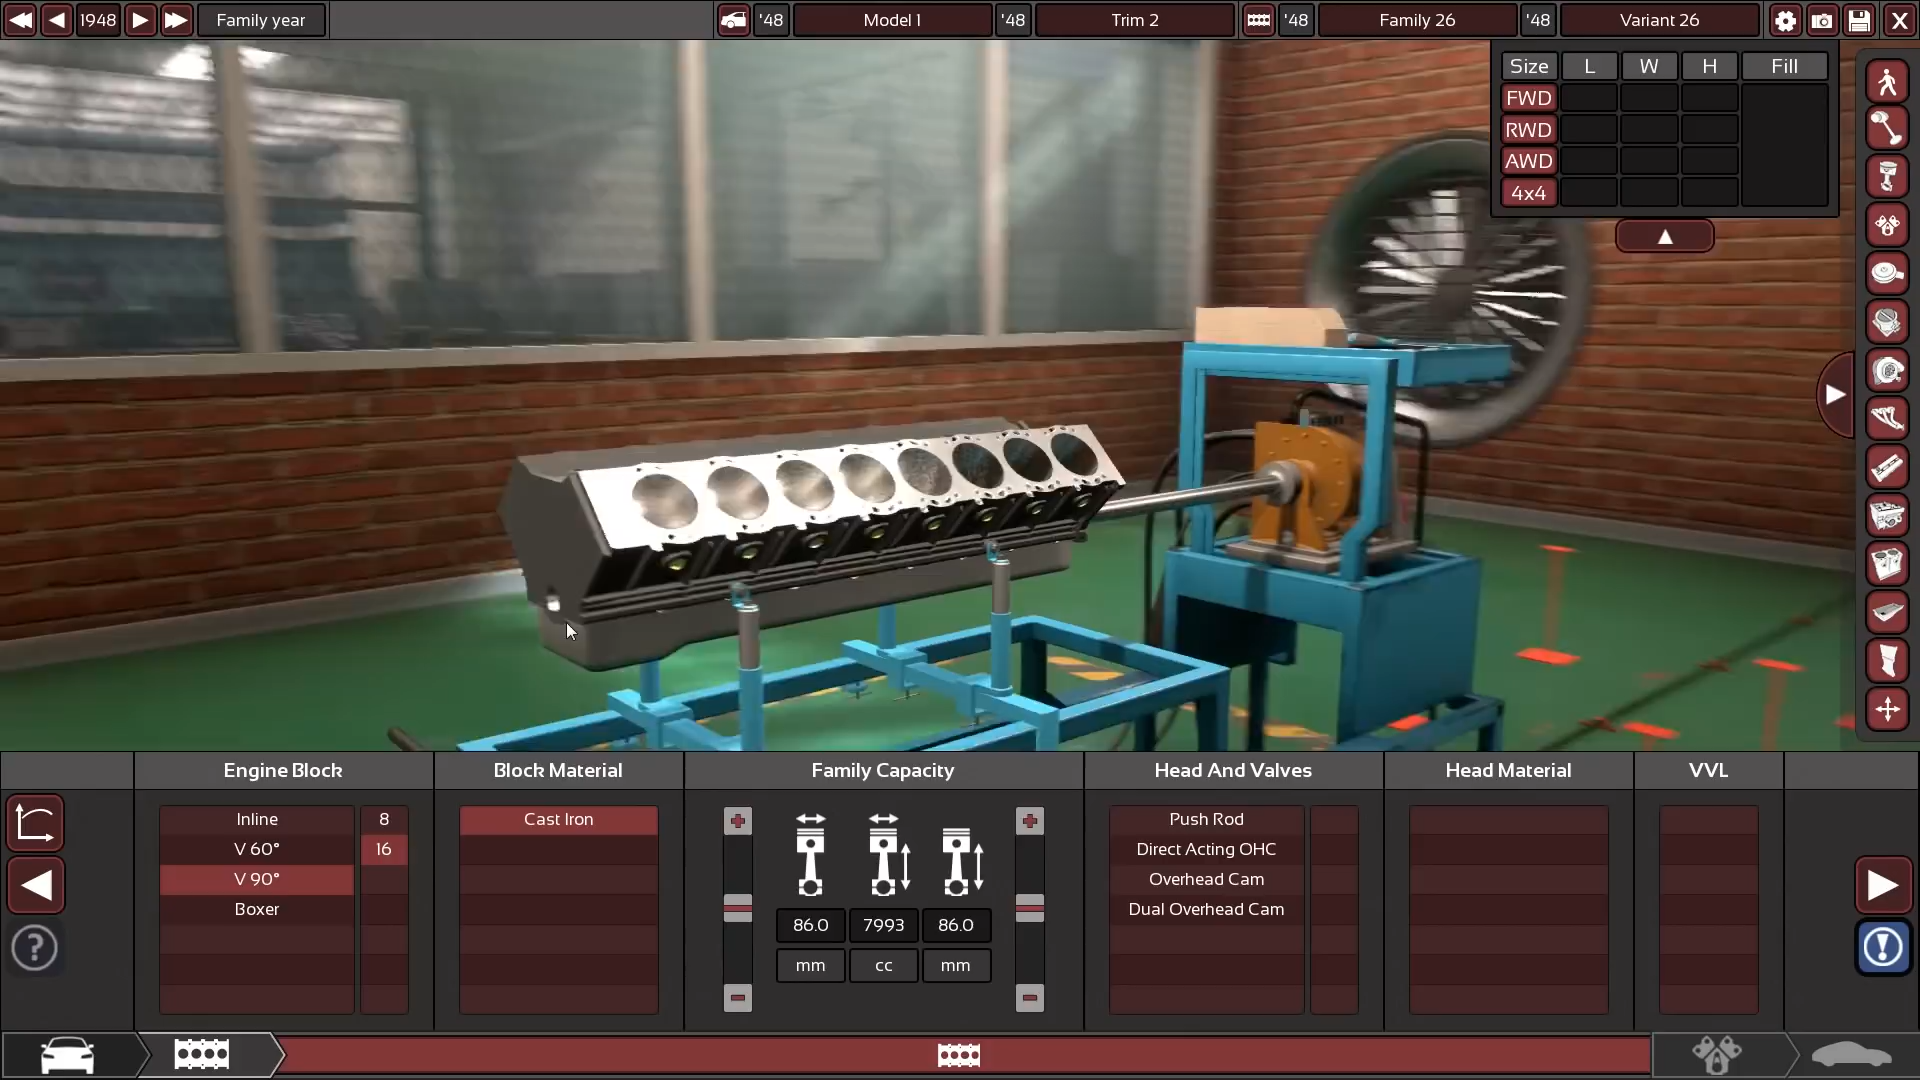 1948 Family year '48 Model 1 '48 Trim 2 '48 Family 26 '48 Variant 26 X
Size L W H Fill
FWD
RWD
AWD
4x4
Engine Block Block Material Family Capacity Head And Valves Head Material VVL
Inline 8 Cast Iron Push Rod
V 60° 16 Direct Acting OHC
V 90° Overhead Cam
Boxer Dual Overhead Cam
86.0 7993 86.0
mm cc mm